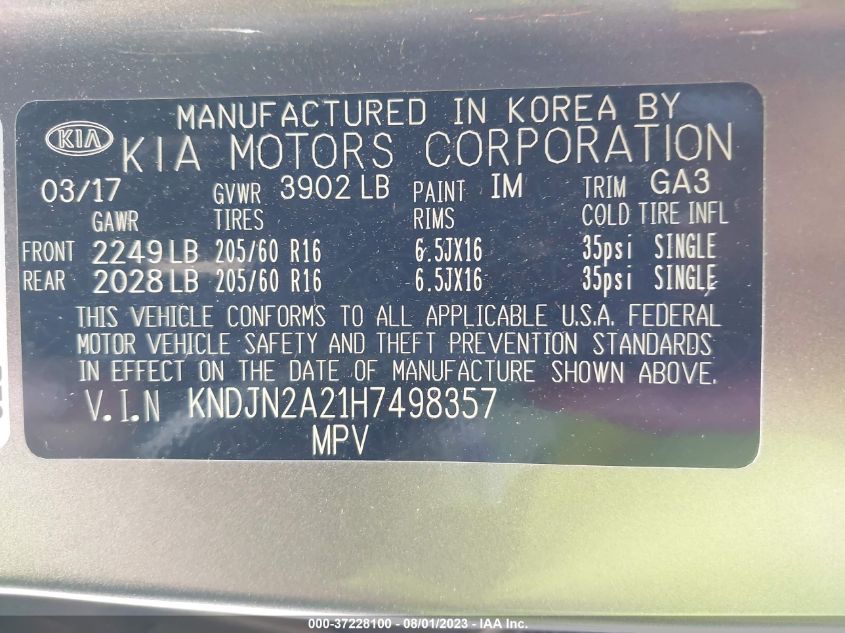 MANUFACTURED IN KOREA BY
KIA KIA MOTORS CORPORATION
03/17 GVWR 3902 LB PAINT IM TRIM GA3
GAWR TIRES RIMS COLD TIRE INFL
FRONT 2249 LB 205/60 R16 6.5JX16 35psi SINGLE
REAR 2028 LB 205/60 R16 6.5JX16 35psi SINGLE
THIS VEHICLE CONFORMS TO ALL APPLICABLE U.S.A. FEDERAL
MOTOR VEHICLE SAFETY AND THEFT PREVENTION STANDARDS
IN EFFECT ON THE DATE OF MANUFACTURE SHOWN ABOVE.
V.I.N KNDJN2A21H7498357
MPV
000-37228100 - 08/01/2023 - IAA Inc.